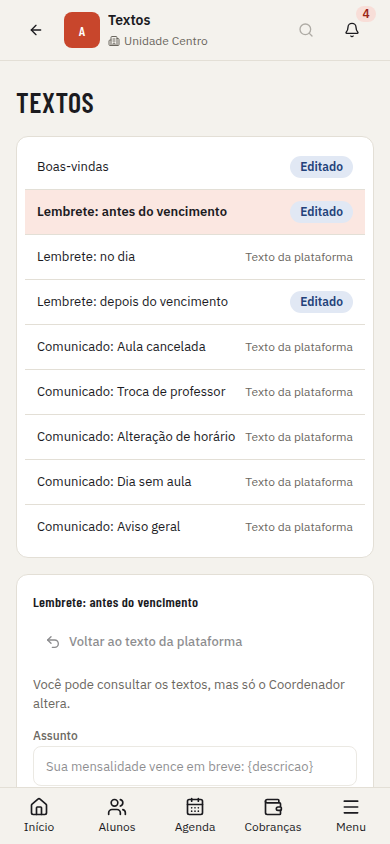 A
Textos
Unidade Centro
4
TEXTOS
Boas-vindas Editado
Lembrete: antes do vencimento Editado
Lembrete: no dia Texto da plataforma
Lembrete: depois do vencimento Editado
Comunicado: Aula cancelada Texto da plataforma
Comunicado: Troca de professor Texto da plataforma
Comunicado: Alteração de horário Texto da plataforma
Comunicado: Dia sem aula Texto da plataforma
Comunicado: Aviso geral Texto da plataforma
Lembrete: antes do vencimento
Voltar ao texto da plataforma
Você pode consultar os textos, mas só o Coordenador
altera.
Assunto
Sua mensalidade vence em breve: {descricao}
Início Alunos Agenda Cobranças Menu